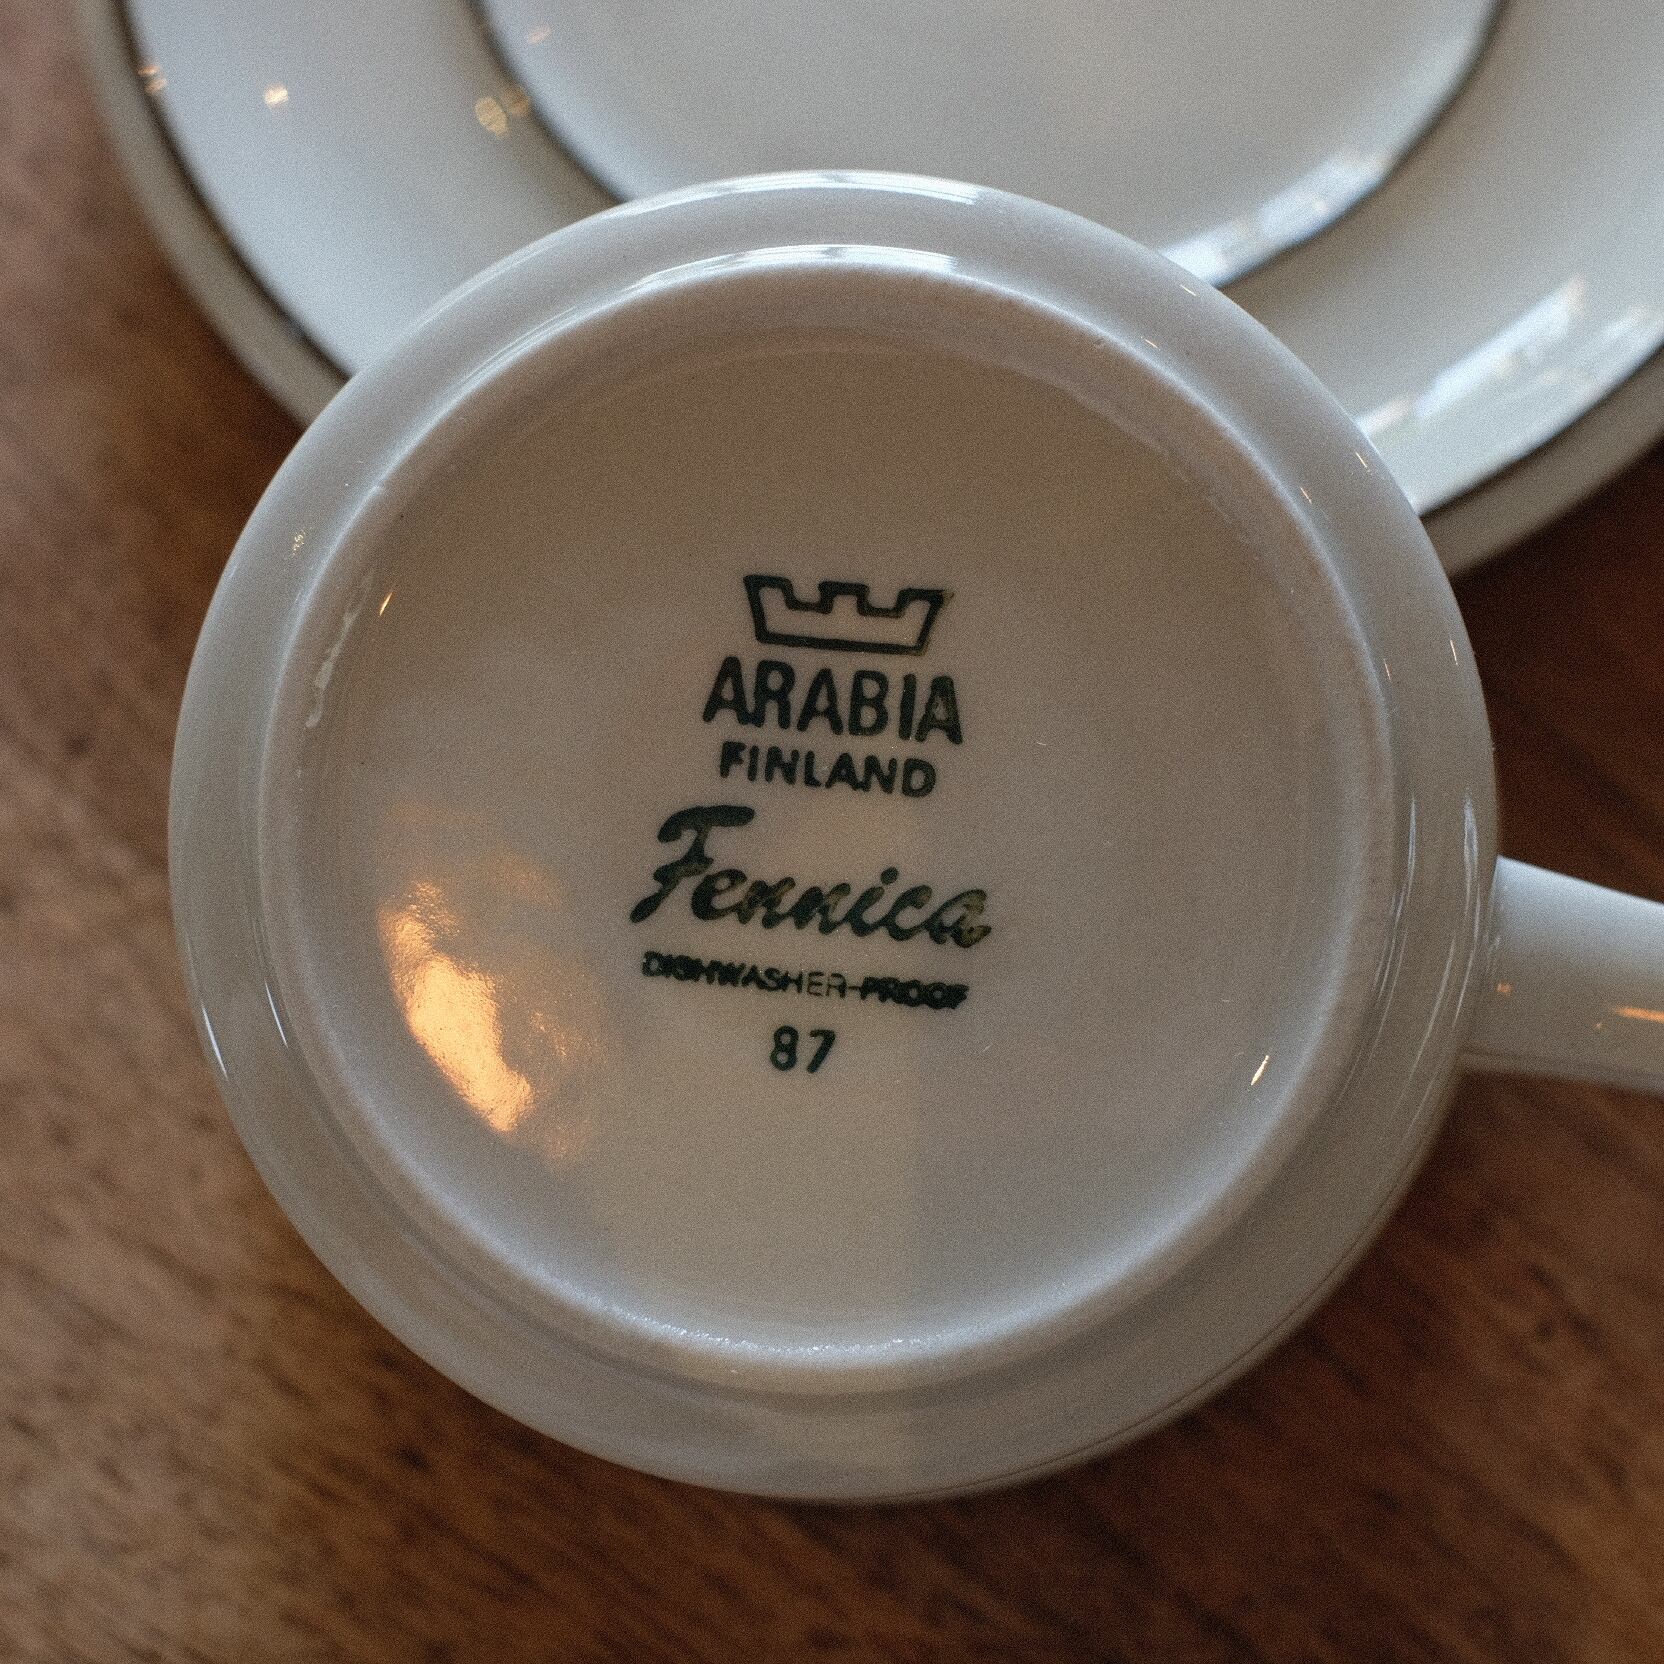 ARABIA
FINLAND
Fennica
DISHWASHER-PROOF
87